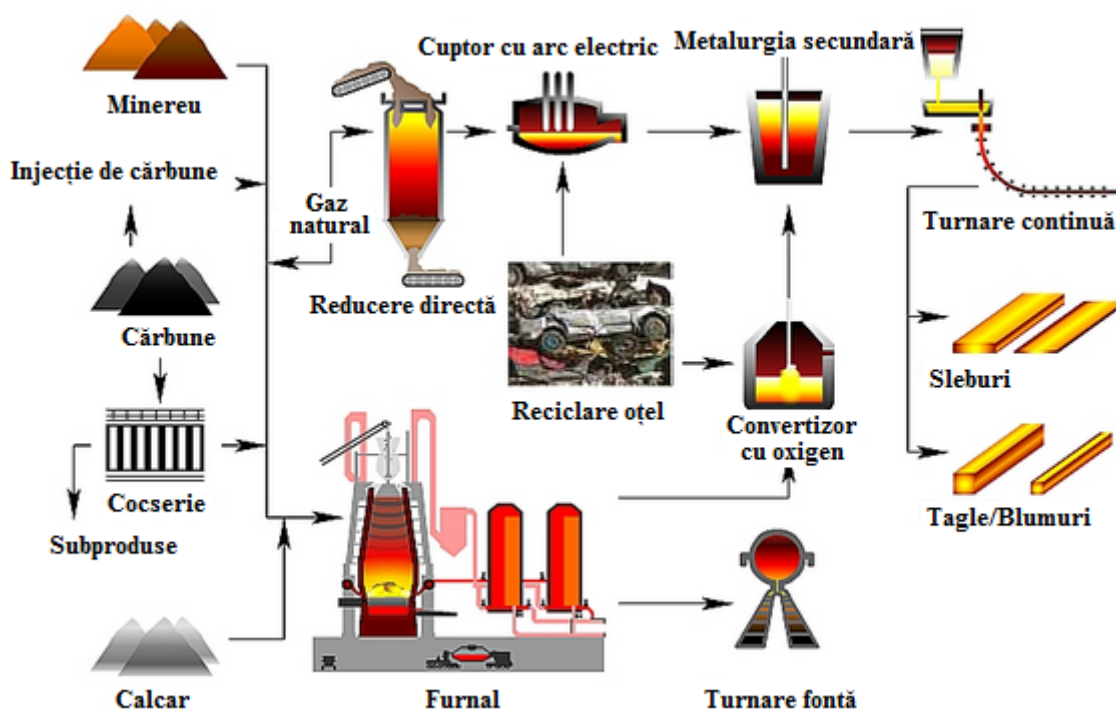 Cuptor cu arc electric
Metalurgia secundară
Minereu
Injecție de cărbune
Gaz
natural
Turnare continuă
Reducere directă
Cărbune
Sleburi
Reciclare oțel
Convertizor
cu oxigen
Cocserie
Tagle/Blumuri
Subproduse
Calcar
Furnal
Turnare fontă